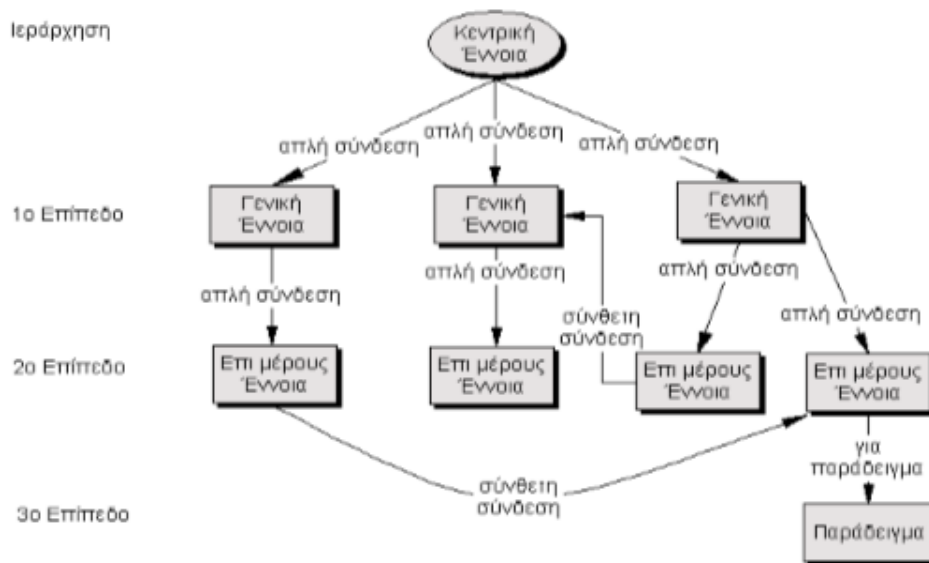 Ιεράρχηση
Κεντρική
Έννοια
απλή σύνδεση
απλή σύνδεση
απλή σύνδεση
1ο Επίπεδο
Γενική
Έννοια
Γενική
Έννοια
Γενική
Έννοια
απλή σύνδεση
απλή σύνδεση
απλή σύνδεση
απλή σύνδεση
σύνθετη
σύνδεση
2ο Επίπεδο
Επι μέρους
Έννοια
Επι μέρους
Έννοια
Επι μέρους
Έννοια
Επι μέρους
Έννοια
για
παράδειγμα
σύνθετη
σύνδεση
3ο Επίπεδο
Παράδειγμα